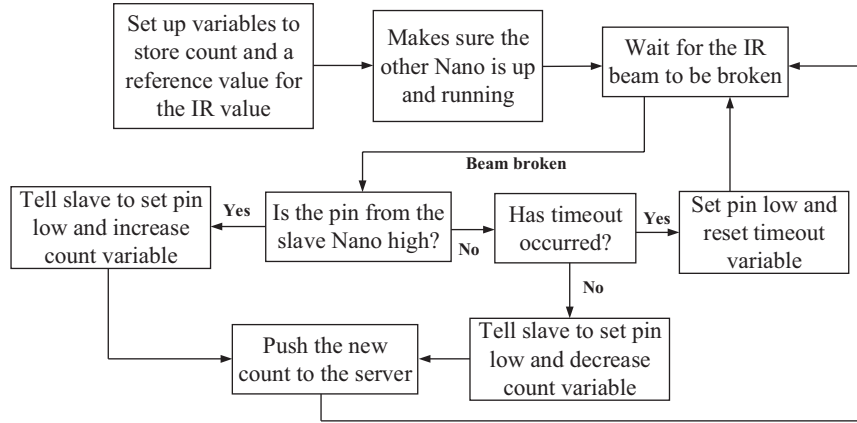 Set up variables to
store count and a
reference value for
the IR value
Makes sure the
other Nano is up
and running
Wait for the IR
beam to be broken
Beam broken
Tell slave to set pin
low and increase
count variable
Yes
Is the pin from the
slave Nano high?
No
Has timeout
occurred?
Yes
Set pin low and
reset timeout
variable
No
Push the new
count to the server
Tell slave to set pin
low and decrease
count variable